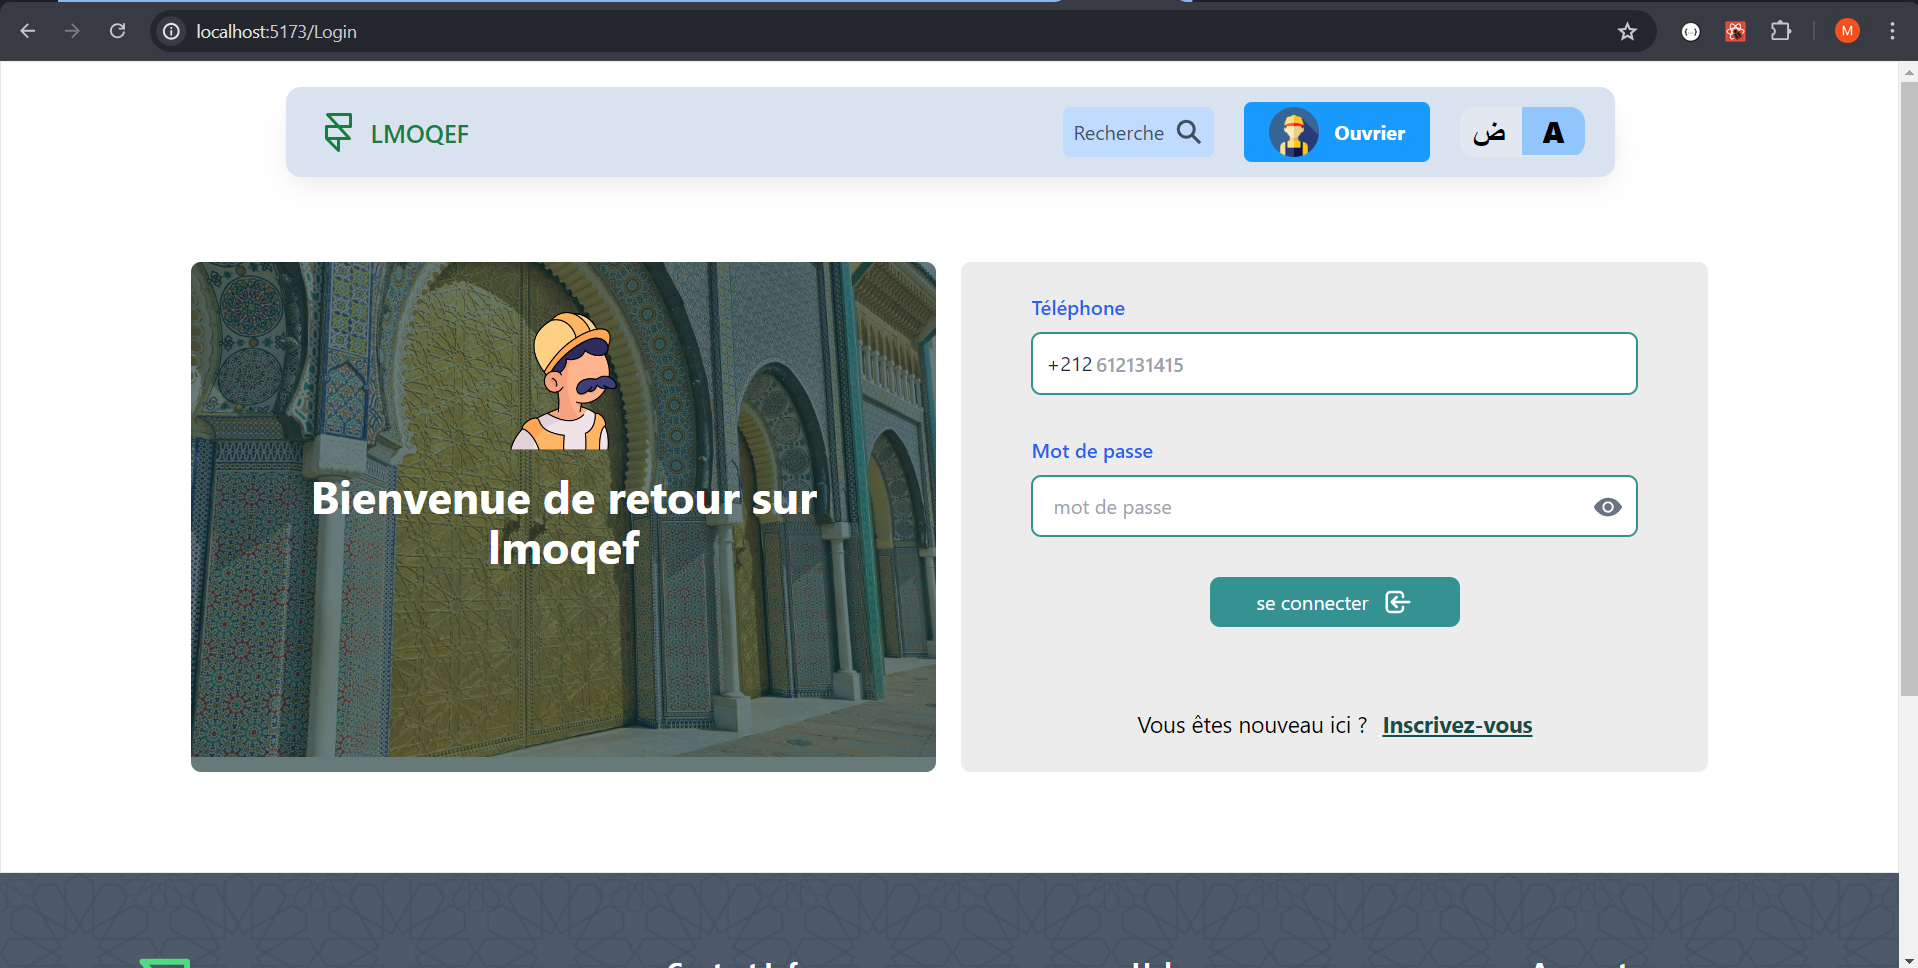 localhost:5173/Login
M
LMOQEF
Recherche
Ouvrier
ض
A
Bienvenue de retour sur
lmoqef
Téléphone
+212 612131415
Mot de passe
mot de passe
se connecter
Vous êtes nouveau ici ? Inscrivez-vous